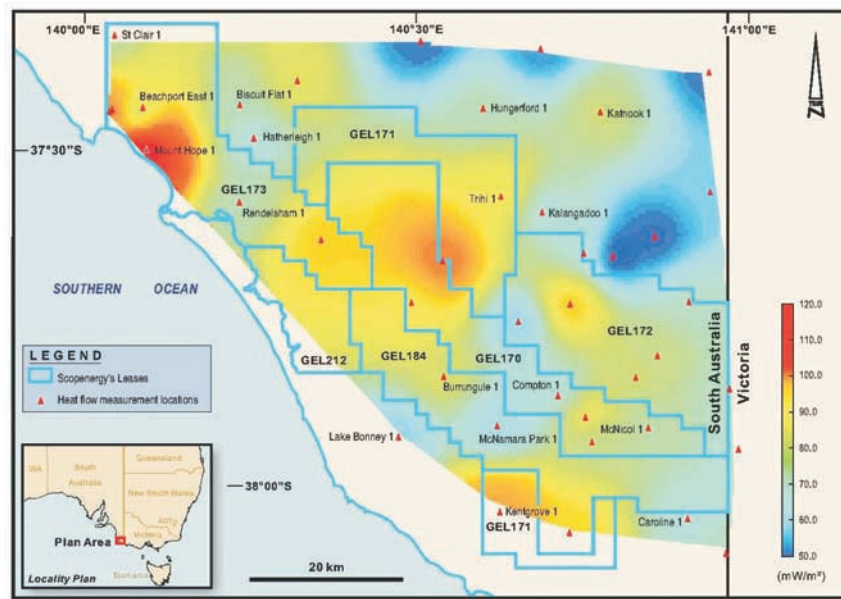 140°00"E
140°30"E
141°00"E
St Clair 1
Beachport East 1
Biscuit Flat 1
Hungerford 1
Katnook 1
Hatherleigh 1
GEL171
Mount Hope 1
37°30"S
GEL173
Trihi 1
Rendelsham 1
Kalangadoo 1
SOUTHERN OCEAN
LEGEND
Scopenergy's Leases
Heat flow measurement locations
GEL212
GEL184
GEL170
GEL172
Burrungule 1
Compton 1
Lake Bonney 1
McNamara Park 1
McNicol 1
South Australia
Victoria
38°00"S
Kentgrove 1
GEL171
Caroline 1
20 km
120.0
110.0
100.0
90.0
80.0
70.0
60.0
50.0
(mW/m²)
WA
South
Australia
Queensland
New South Wales
Victoria
Plan Area
Tasmania
Locality Plan